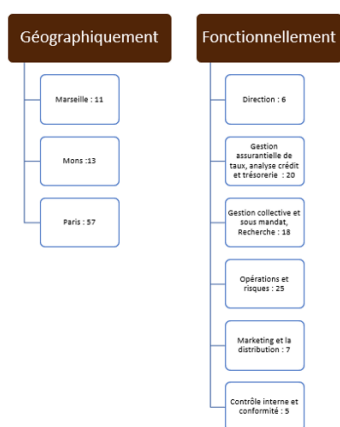 Géographiquement
Marseille : 11
Mons :13
Paris : 57
Fonctionnellement
Direction : 6
Gestion
assurantielle de
taux, analyse crédit
et trésorerie : 20
Gestion collective et
sous mandat,
Recherche : 18
Opérations et
risques : 25
Marketing et la
distribution : 7
Contrôle interne et
conformité : 5